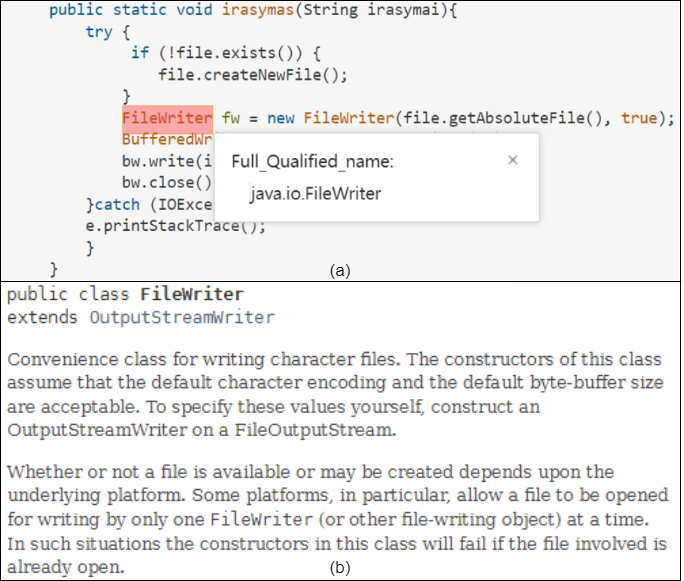 public static void irasymas(String irasymai){
try {
if (!file.exists()) {
file.createNewFile();
}
FileWriter fw = new FileWriter(file.getAbsoluteFile(), true);
BufferedWr
Full_Qualified_name: ×
bw.write(i
java.io.FileWriter
bw.close()
}catch (IOExce
e.printStackTrace();
}
}
(a)
public class FileWriter
extends OutputStreamWriter
Convenience class for writing character files. The constructors of this class
assume that the default character encoding and the default byte-buffer size
are acceptable. To specify these values yourself, construct an
OutputStreamWriter on a FileOutputStream.
Whether or not a file is available or may be created depends upon the
underlying platform. Some platforms, in particular, allow a file to be opened
for writing by only one FileWriter (or other file-writing object) at a time.
In such situations the constructors in this class will fail if the file involved is
already open.
(b)